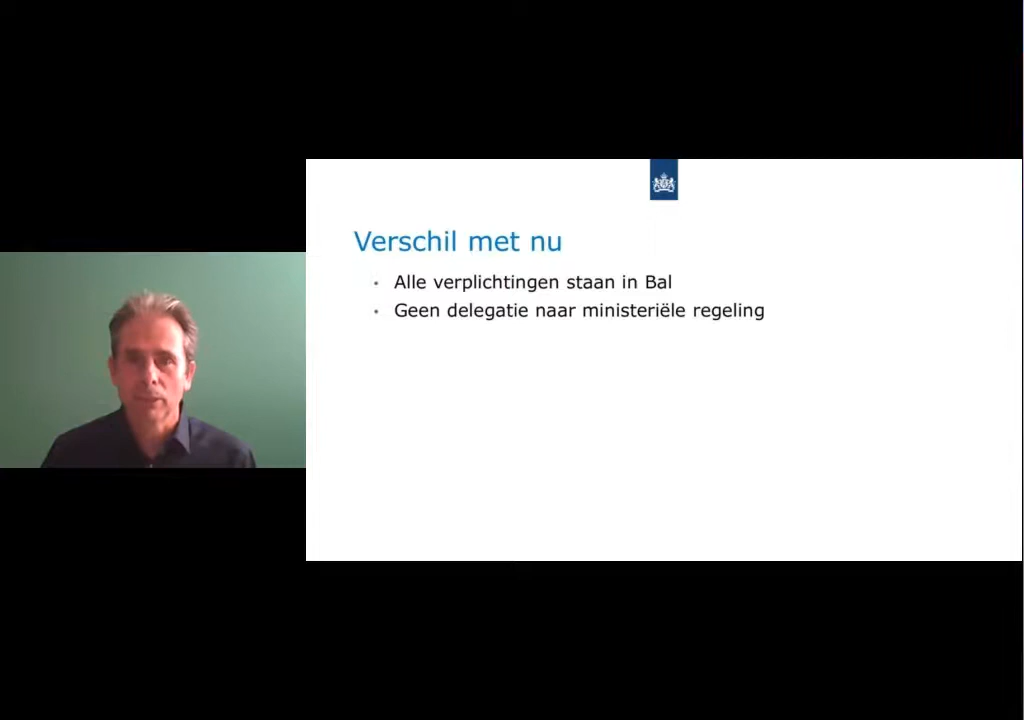 Verschil met nu
• Alle verplichtingen staan in Bal
• Geen delegatie naar ministeriële regeling